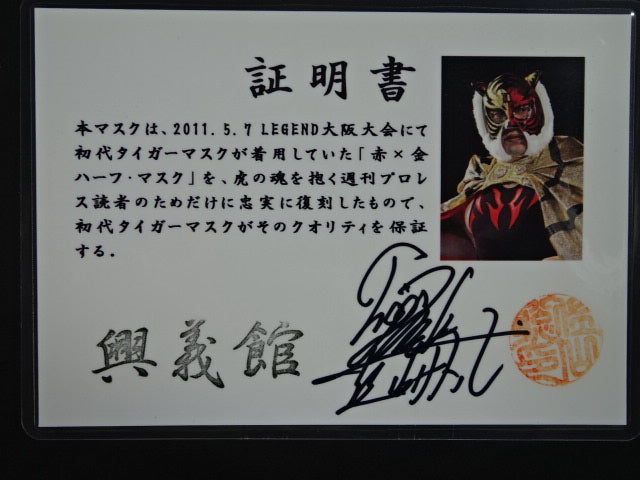 証明書
本マスクは、2011.5.7 LEGEND大阪大会にて
初代タイガーマスクが着用していた「赤×金
ハーフ・マスク」を、虎の魂を抱く週刊プロレ
ス読者のためだけに忠実に復刻したもので、
初代タイガーマスクがそのクオリティを保証
する.
興義館